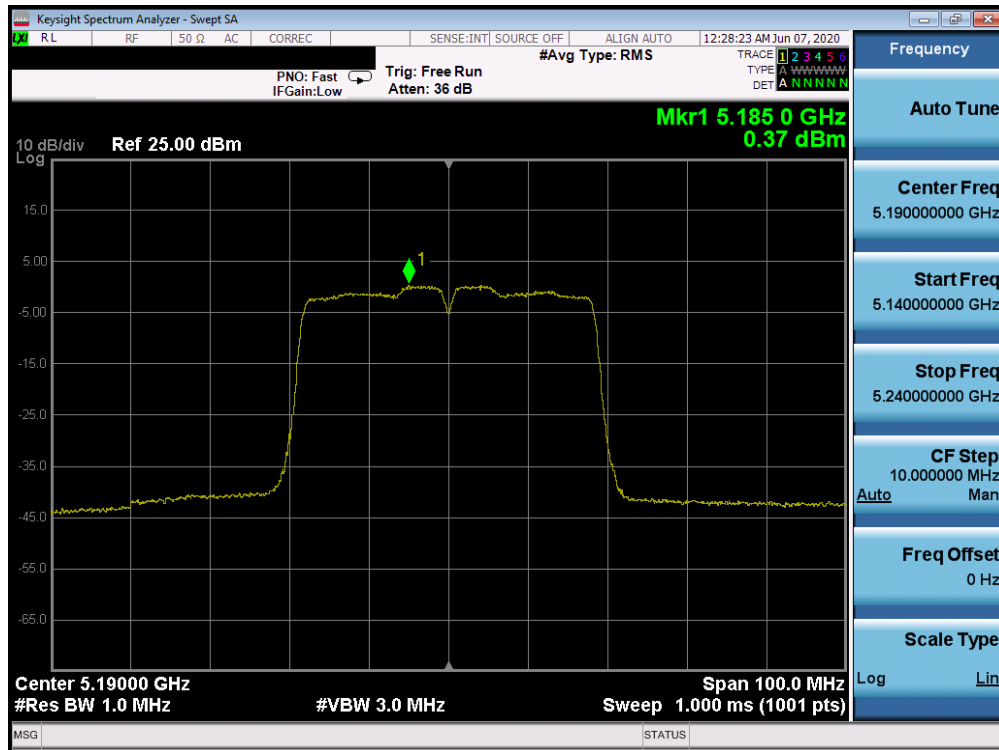 Keysight Spectrum Analyzer - Swept SA
LXI RL RF 50 Ω AC CORREC SENSE:INT SOURCE OFF ALIGN AUTO 12:28:23 AM Jun 07, 2020
#Avg Type: RMS TRACE 1 2 3 4 5 6
PNO: Fast Trig: Free Run TYPE A WWWWW
IFGain:Low Atten: 36 dB DET A N N N N N
Frequency
Auto Tune
Mkr1 5.185 0 GHz
0.37 dBm
10 dB/div Ref 25.00 dBm
Log
15.0
5.00
-5.00
-15.0
-25.0
-35.0
-45.0
-55.0
-65.0
1
Center Freq
5.190000000 GHz
Start Freq
5.140000000 GHz
Stop Freq
5.240000000 GHz
CF Step
10.000000 MHz
Auto Man
Freq Offset
0 Hz
Scale Type
Log Lin
Center 5.19000 GHz Span 100.0 MHz
#Res BW 1.0 MHz #VBW 3.0 MHz Sweep 1.000 ms (1001 pts)
MSG STATUS